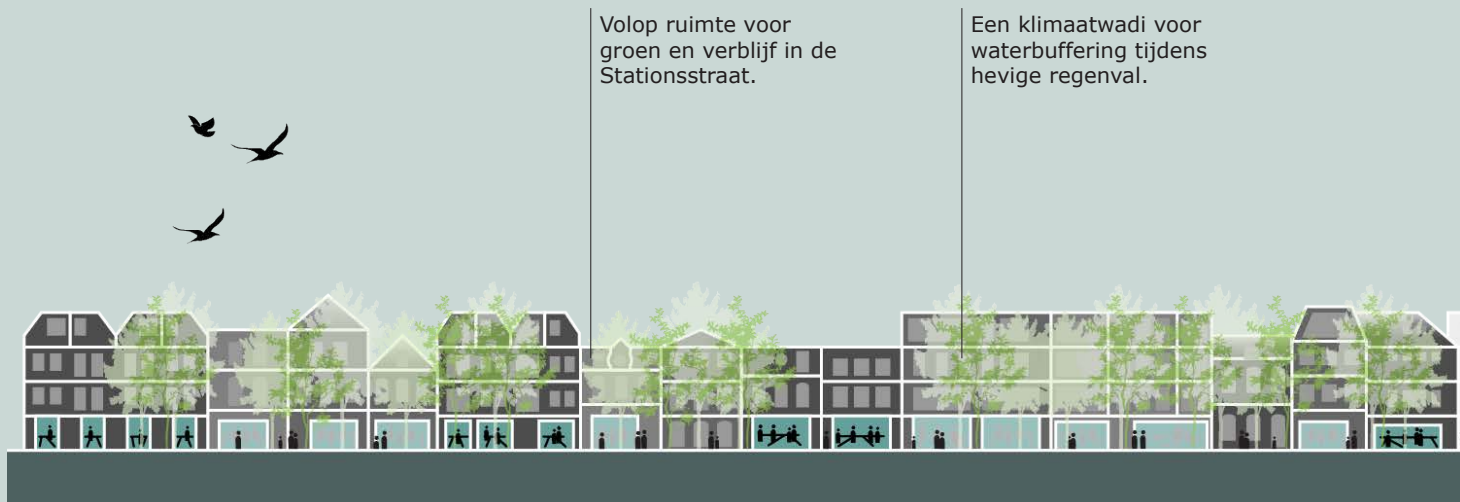 Volop ruimte voor
groen en verblijf in de
Stationsstraat.
Een klimaatwadi voor
waterbuffering tijdens
hevige regenval.